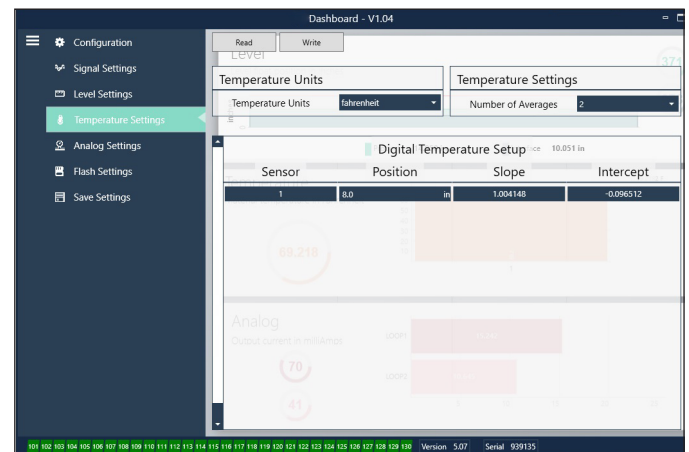 Dashboard - V1.04
Configuration
Signal Settings
Level Settings
Temperature Settings
Analog Settings
Flash Settings
Save Settings
Read Write
Level
371
Temperature Units
Temperature Units fahrenheit
Temperature Settings
Number of Averages 2
10.051 in
Digital Temperature Setup
Sensor Position Slope Intercept
1 8.0 in 1.004148 -0.096512
69.218
Analog
Output current in milliAmps
LOOP1
70
LOOP2
41
101 102 103 104 105 106 107 108 109 110 111 112 113 114 115 116 117 118 119 120 121 122 123 124 125 126 127 128 129 130 Version 5.07 Serial 939135